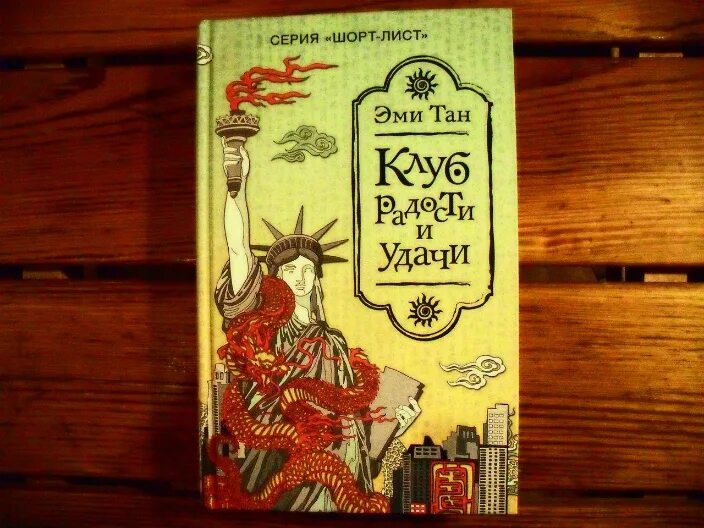 СЕРИЯ «ШОРТ-ЛИСТ»
Эми Тан
Клуб
радости
и
удачи